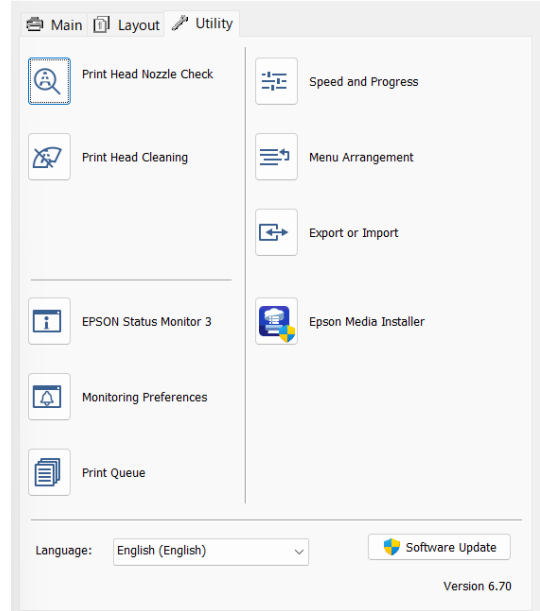 Main
Layout
Utility
Print Head Nozzle Check
Speed and Progress
Print Head Cleaning
Menu Arrangement
Export or Import
EPSON Status Monitor 3
Epson Media Installer
Monitoring Preferences
Print Queue
Language:
English (English)
Software Update
Version 6.70